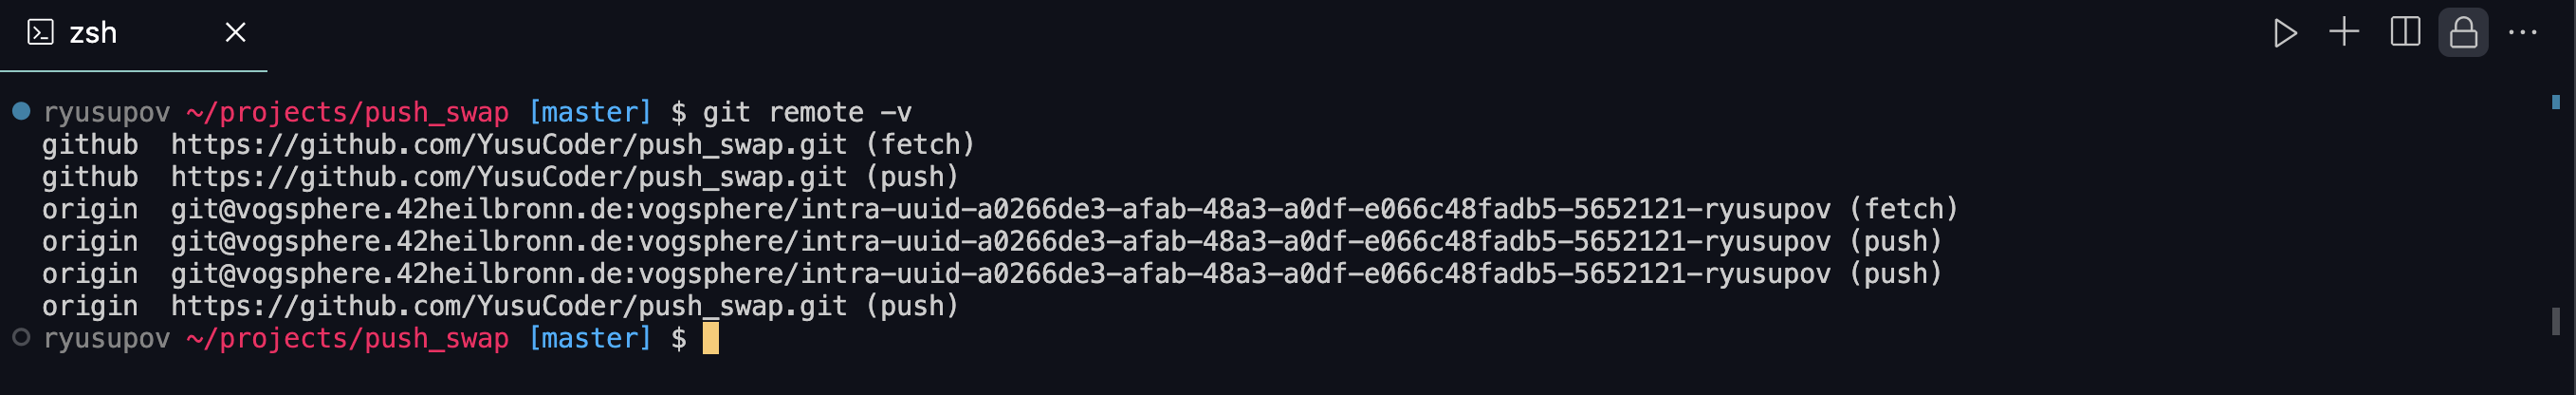 zsh
ryusupov ~/projects/push_swap [master] $ git remote -v
github  https://github.com/YusuCoder/push_swap.git (fetch)
github  https://github.com/YusuCoder/push_swap.git (push)
origin  git@vogsphere.42heilbronn.de:vogsphere/intra-uuid-a0266de3-afab-48a3-a0df-e066c48fadb5-5652121-ryusupov (fetch)
origin  git@vogsphere.42heilbronn.de:vogsphere/intra-uuid-a0266de3-afab-48a3-a0df-e066c48fadb5-5652121-ryusupov (push)
origin  git@vogsphere.42heilbronn.de:vogsphere/intra-uuid-a0266de3-afab-48a3-a0df-e066c48fadb5-5652121-ryusupov (push)
origin  https://github.com/YusuCoder/push_swap.git (push)
ryusupov ~/projects/push_swap [master] $